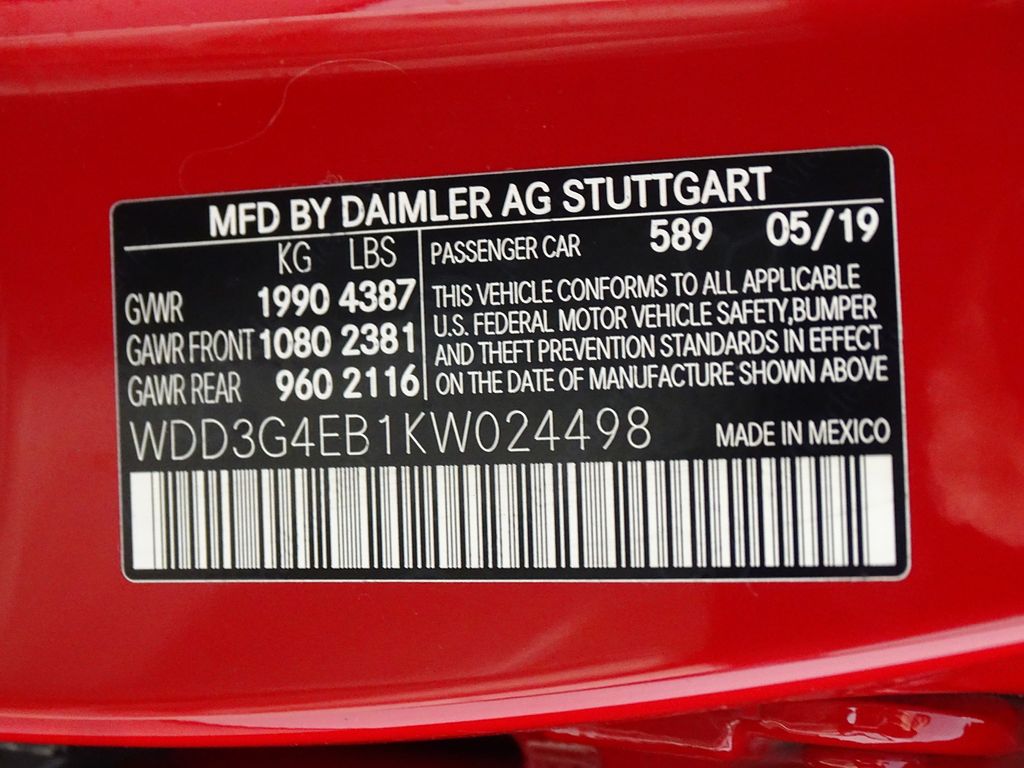 MFD BY DAIMLER AG STUTTGART
KG LBS
GVWR 1990 4387
GAWR FRONT 1080 2381
GAWR REAR 960 2116
PASSENGER CAR 589 05/19
THIS VEHICLE CONFORMS TO ALL APPLICABLE
U.S. FEDERAL MOTOR VEHICLE SAFETY,BUMPER
AND THEFT PREVENTION STANDARDS IN EFFECT
ON THE DATE OF MANUFACTURE SHOWN ABOVE
WDD3G4EB1KW024498 MADE IN MEXICO